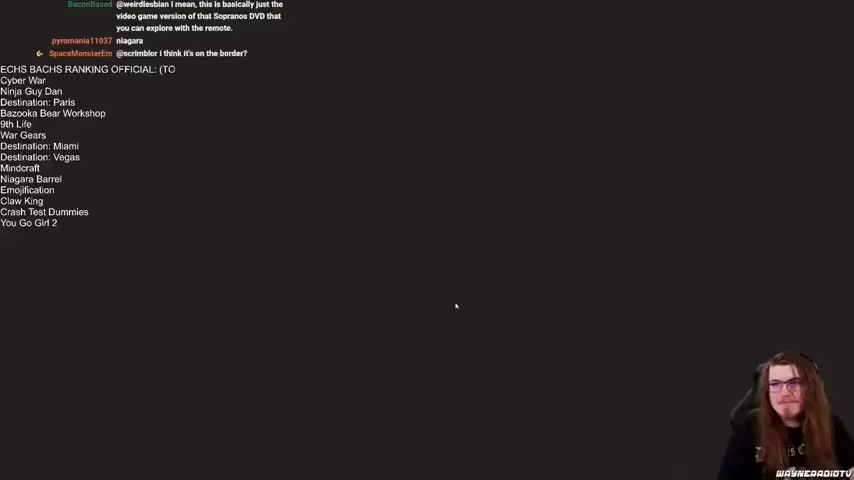 BaconBased @weirdlesbian i mean, this is basically just the
video game version of that Sopranos DVD that
you can explore with the remote.
pyromania11037 niagara
SpaceMonsterEm @scrimblor i think it's on the border?
ECHS BACHS RANKING OFFICIAL: (TO
Cyber War
Ninja Guy Dan
Destination: Paris
Bazooka Bear Workshop
9th Life
War Gears
Destination: Miami
Destination: Vegas
Mindcraft
Niagara Barrel
Emojification
Claw King
Crash Test Dummies
You Go Girl 2
WAYNERADIOTV